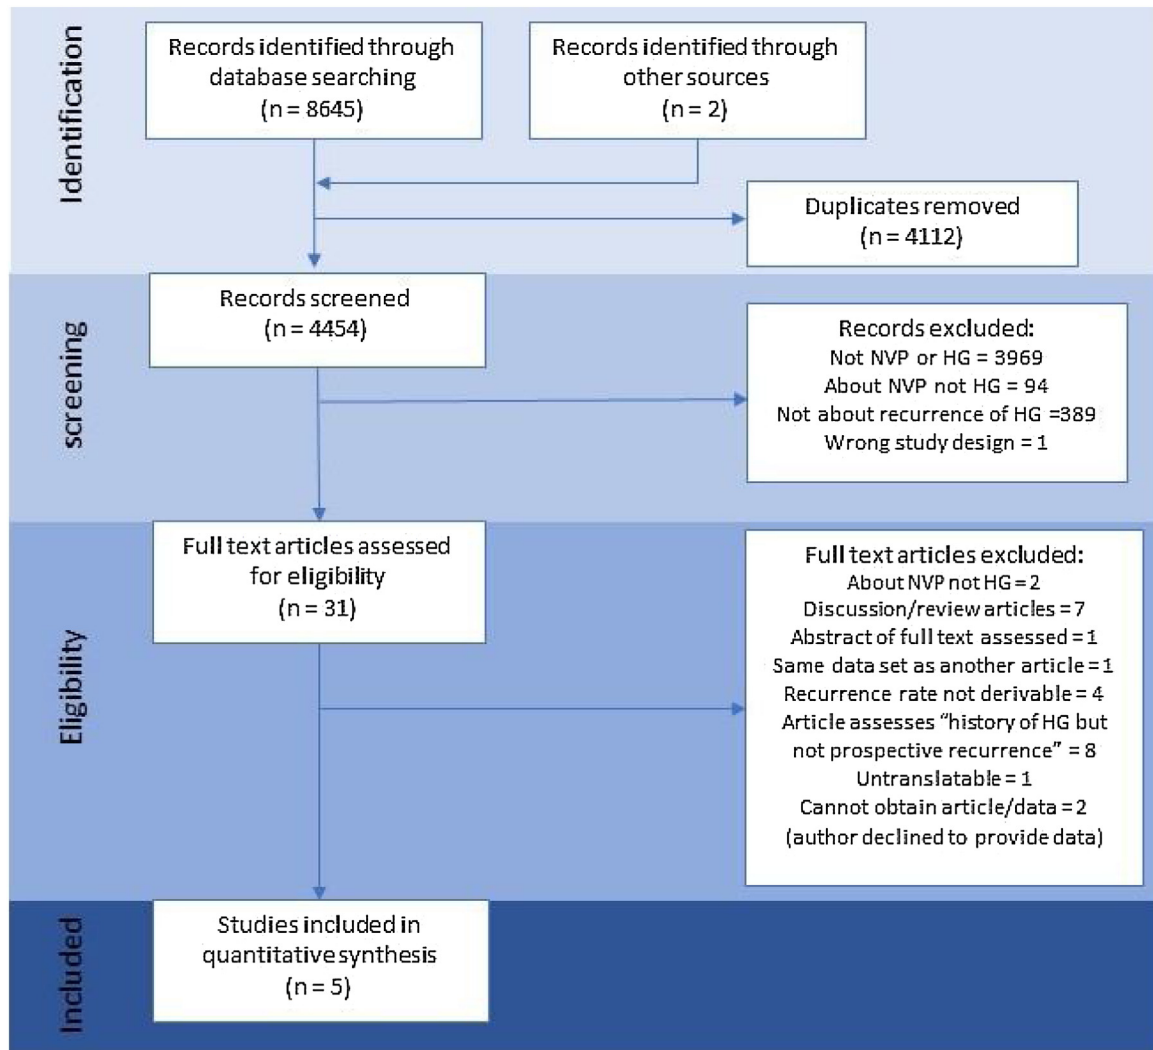 Identification
Records identified through
database searching
(n = 8645)
Records identified through
other sources
(n = 2)
Duplicates removed
(n = 4112)
screening
Records screened
(n = 4454)
Records excluded:
Not NVP or HG = 3969
About NVP not HG = 94
Not about recurrence of HG =389
Wrong study design = 1
Eligibility
Full text articles assessed
for eligibility
(n = 31)
Full text articles excluded:
About NVP not HG = 2
Discussion/review articles = 7
Abstract of full text assessed = 1
Same data set as another article = 1
Recurrence rate not derivable = 4
Article assesses “history of HG but
not prospective recurrence” = 8
Untranslatable = 1
Cannot obtain article/data = 2
(author declined to provide data)
Included
Studies included in
quantitative synthesis
(n = 5)